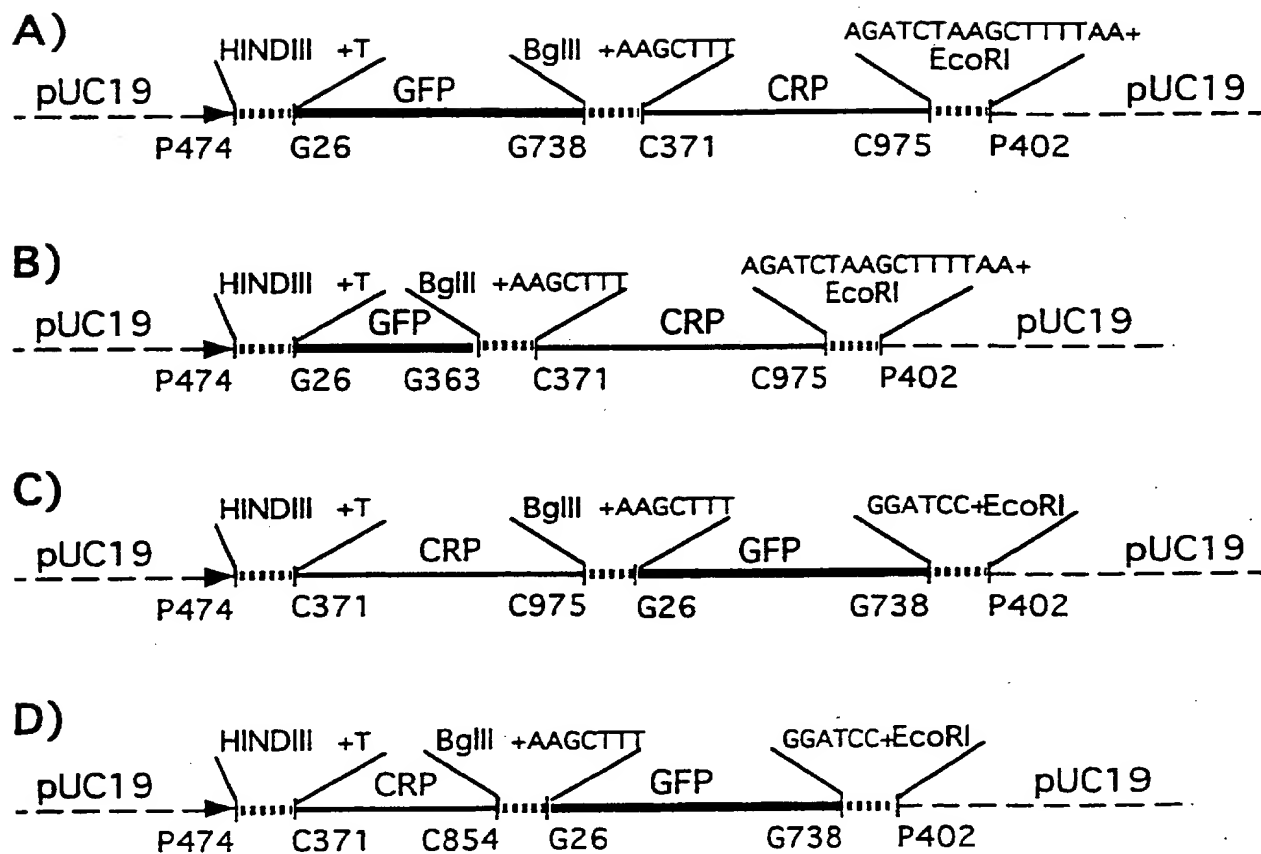 A)
HINDIII +T BglII +AAGCTTT AGATCTAAGCTTTTAA+
EcoRI
pUC19 GFP CRP pUC19
P474 G26 G738 C371 C975 P402
B)
HINDIII +T BglII +AAGCTTT AGATCTAAGCTTTTAA+
EcoRI
pUC19 GFP CRP pUC19
P474 G26 G363 C371 C975 P402
C)
HINDIII +T BglII +AAGCTTT GGATCC+EcoRI
pUC19 CRP GFP pUC19
P474 C371 C975 G26 G738 P402
D)
HINDIII +T BglII +AAGCTTT GGATCC+EcoRI
pUC19 CRP GFP pUC19
P474 C371 C854 G26 G738 P402